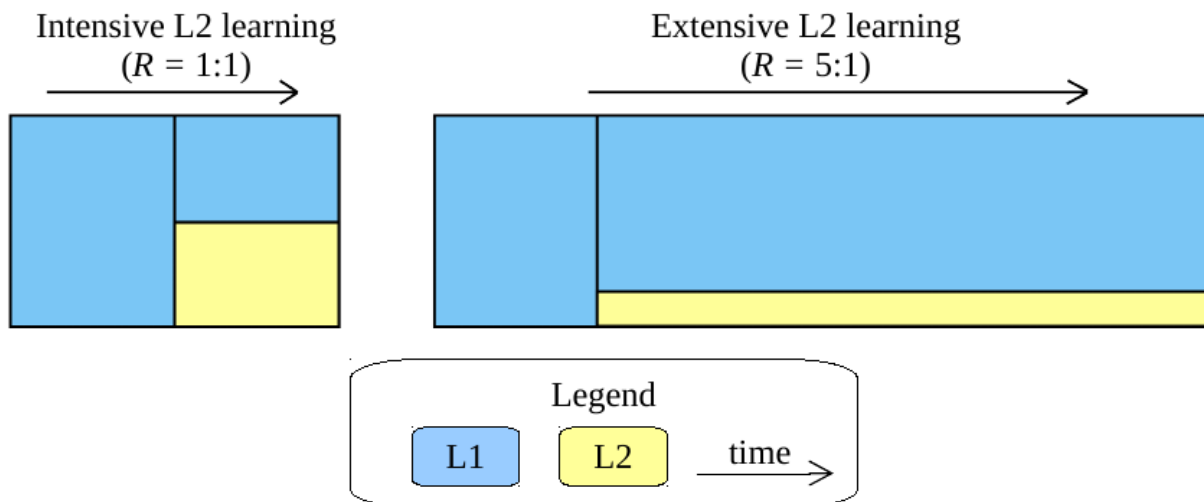 Intensive L2 learning
(R = 1:1)
Extensive L2 learning
(R = 5:1)
Legend
L1
L2
time